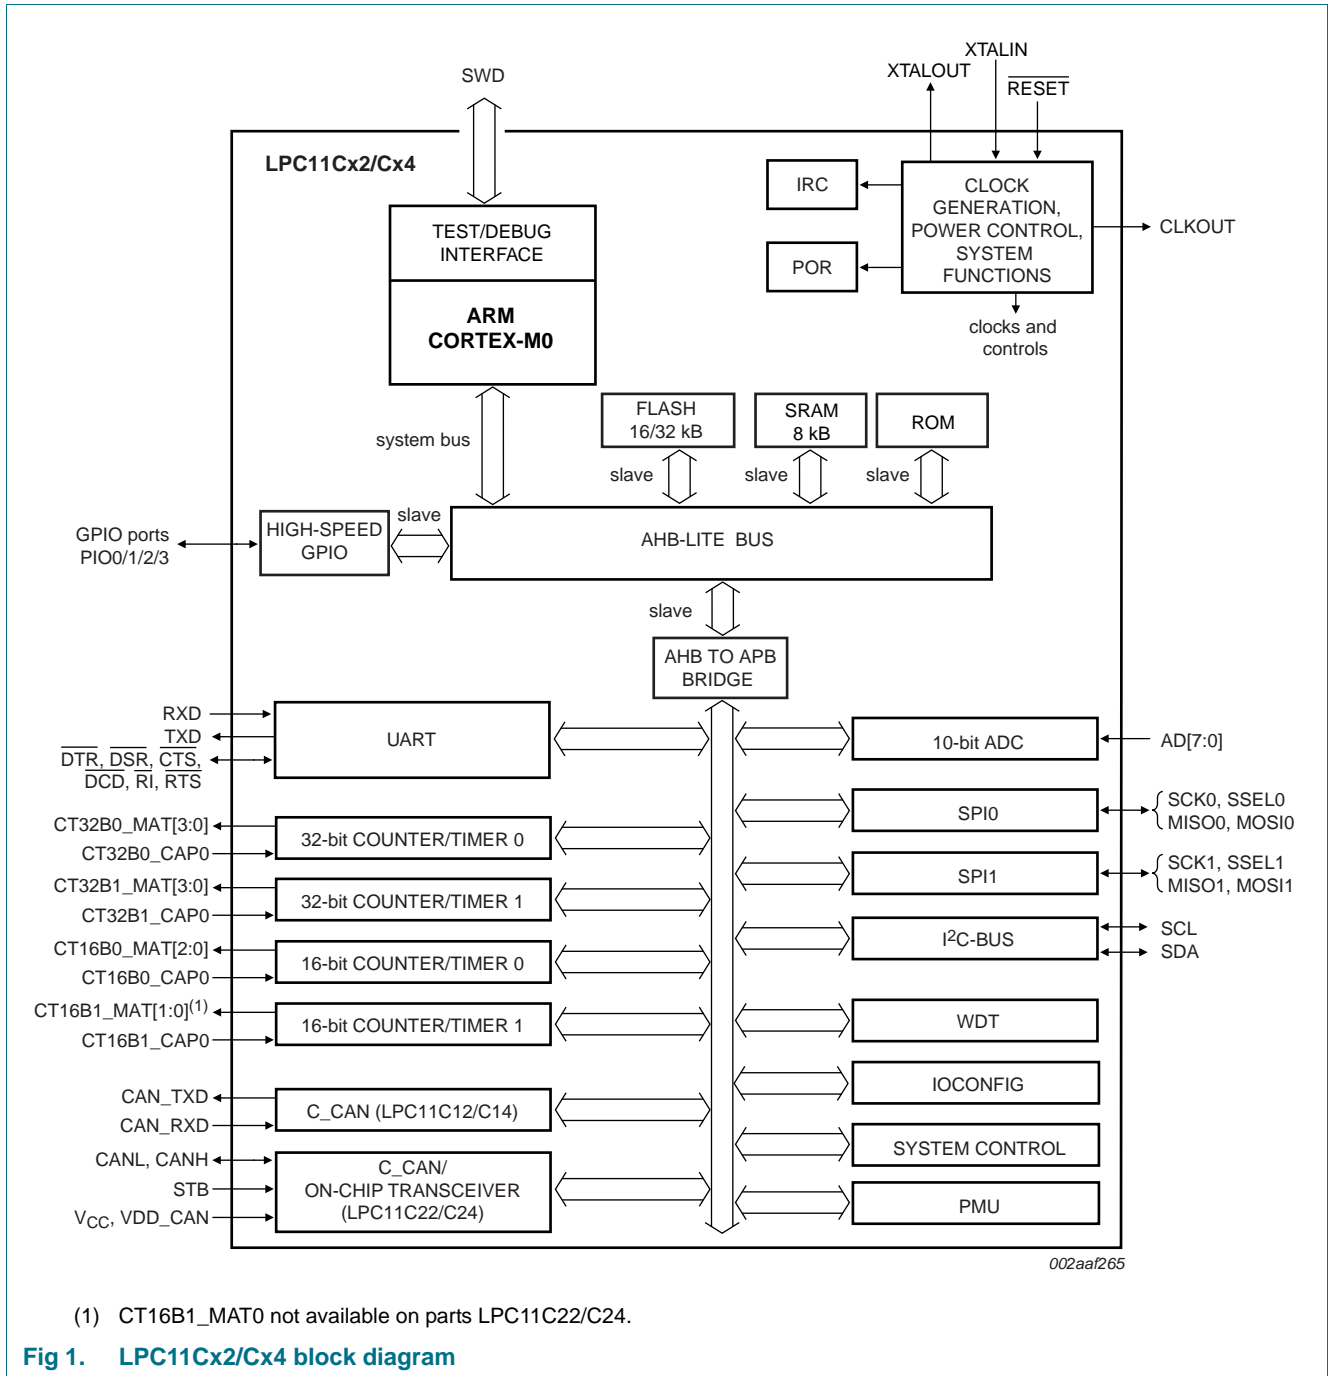 SWD
XTALOUT
XTALIN
RESET
LPC11Cx2/Cx4
TEST/DEBUG
INTERFACE
ARM
CORTEX-M0
IRC
POR
CLOCK
GENERATION,
POWER CONTROL,
SYSTEM
FUNCTIONS
CLKOUT
clocks and
controls
system bus
FLASH
16/32 kB
SRAM
8 kB
ROM
slave
slave
slave
GPIO ports
PIO0/1/2/3
HIGH-SPEED
GPIO
slave
AHB-LITE BUS
slave
AHB TO APB
BRIDGE
RXD
TXD
DTR, DSR, CTS,
DCD, RI, RTS
UART
CT32B0_MAT[3:0]
CT32B0_CAP0
32-bit COUNTER/TIMER 0
CT32B1_MAT[3:0]
CT32B1_CAP0
32-bit COUNTER/TIMER 1
CT16B0_MAT[2:0]
CT16B0_CAP0
16-bit COUNTER/TIMER 0
CT16B1_MAT[1:0](1)
CT16B1_CAP0
16-bit COUNTER/TIMER 1
CAN_TXD
CAN_RXD
C_CAN (LPC11C12/C14)
CANL, CANH
STB
VCC, VDD_CAN
C_CAN/
ON-CHIP TRANSCEIVER
(LPC11C22/C24)
10-bit ADC
AD[7:0]
SPI0
SCK0, SSEL0
MISO0, MOSI0
SPI1
SCK1, SSEL1
MISO1, MOSI1
I2C-BUS
SCL
SDA
WDT
IOCONFIG
SYSTEM CONTROL
PMU
002aaf265
(1) CT16B1_MAT0 not available on parts LPC11C22/C24.
Fig 1. LPC11Cx2/Cx4 block diagram